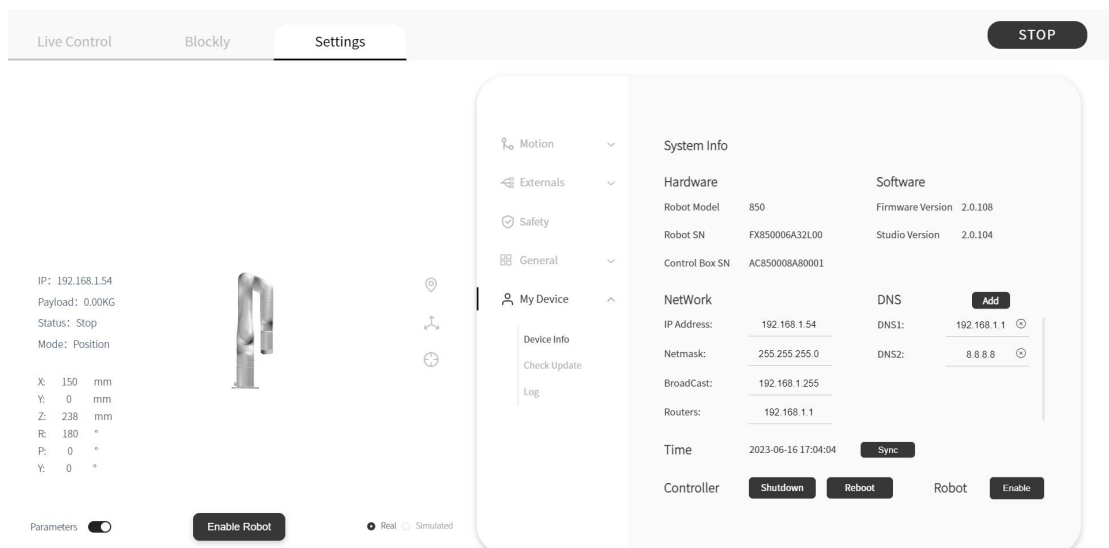 Live Control Blockly Settings STOP
IP: 192.168.1.54
Payload: 0.00KG
Status: Stop
Mode: Position
X: 150 mm
Y: 0 mm
Z: 238 mm
R: 180 °
P: 0 °
Y: 0 °
Parameters Enable Robot Real Simulated
Motion
Externals
Safety
General
My Device
Device Info
Check Update
Log
System Info
Hardware
Robot Model 850
Robot SN FX850006A32L00
Control Box SN AC850008A80001
Software
Firmware Version 2.0.108
Studio Version 2.0.104
NetWork
IP Address: 192.168.1.54
Netmask: 255.255.255.0
BroadCast: 192.168.1.255
Routers: 192.168.1.1
DNS Add
DNS1: 192.168.1.1
DNS2: 8.8.8.8
Time 2023-06-16 17:04:04 Sync
Controller Shutdown Reboot Robot Enable